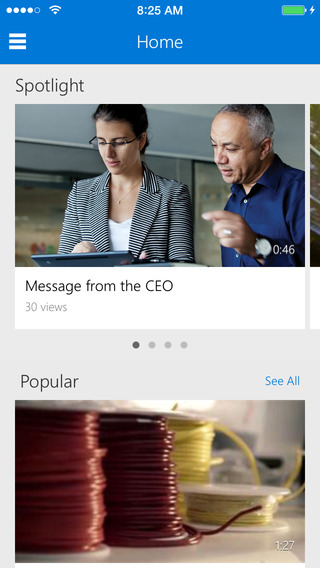 8:25 AM
Home
Spotlight
0:46
Message from the CEO
30 views
Popular
See All
1:27